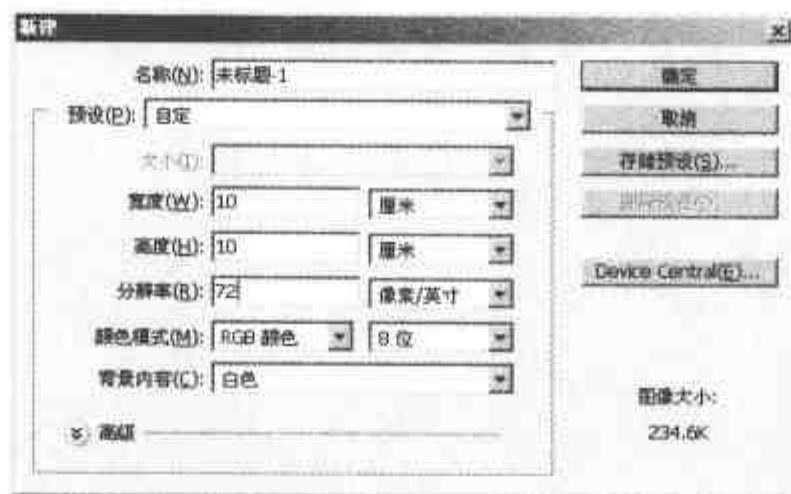 新建
名称(N): 未标题-1
确定
预设(P): 自定
取消
大小(I):
存储预设(S)...
宽度(W): 10 厘米
高度(H): 10 厘米
Device Central(E)...
分辨率(R): 72 像素/英寸
颜色模式(M): RGB 颜色 8 位
背景内容(C): 白色
图像大小:
高级
234.6K